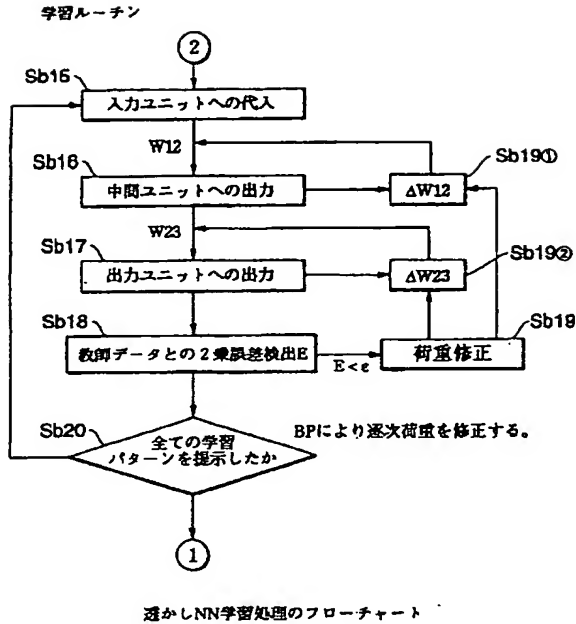 学習ルーチン
2
Sb15
入力ユニットへの代入
W12
Sb16
中間ユニットへの出力
ΔW12
Sb19①
W23
Sb17
出力ユニットへの出力
ΔW23
Sb19②
Sb18
教師データとの2乗誤差検出E
E<ε
荷重修正
Sb19
Sb20
全ての学習
パターンを提示したか
BPにより逐次荷重を修正する。
1
透かしNN学習処理のフローチャート